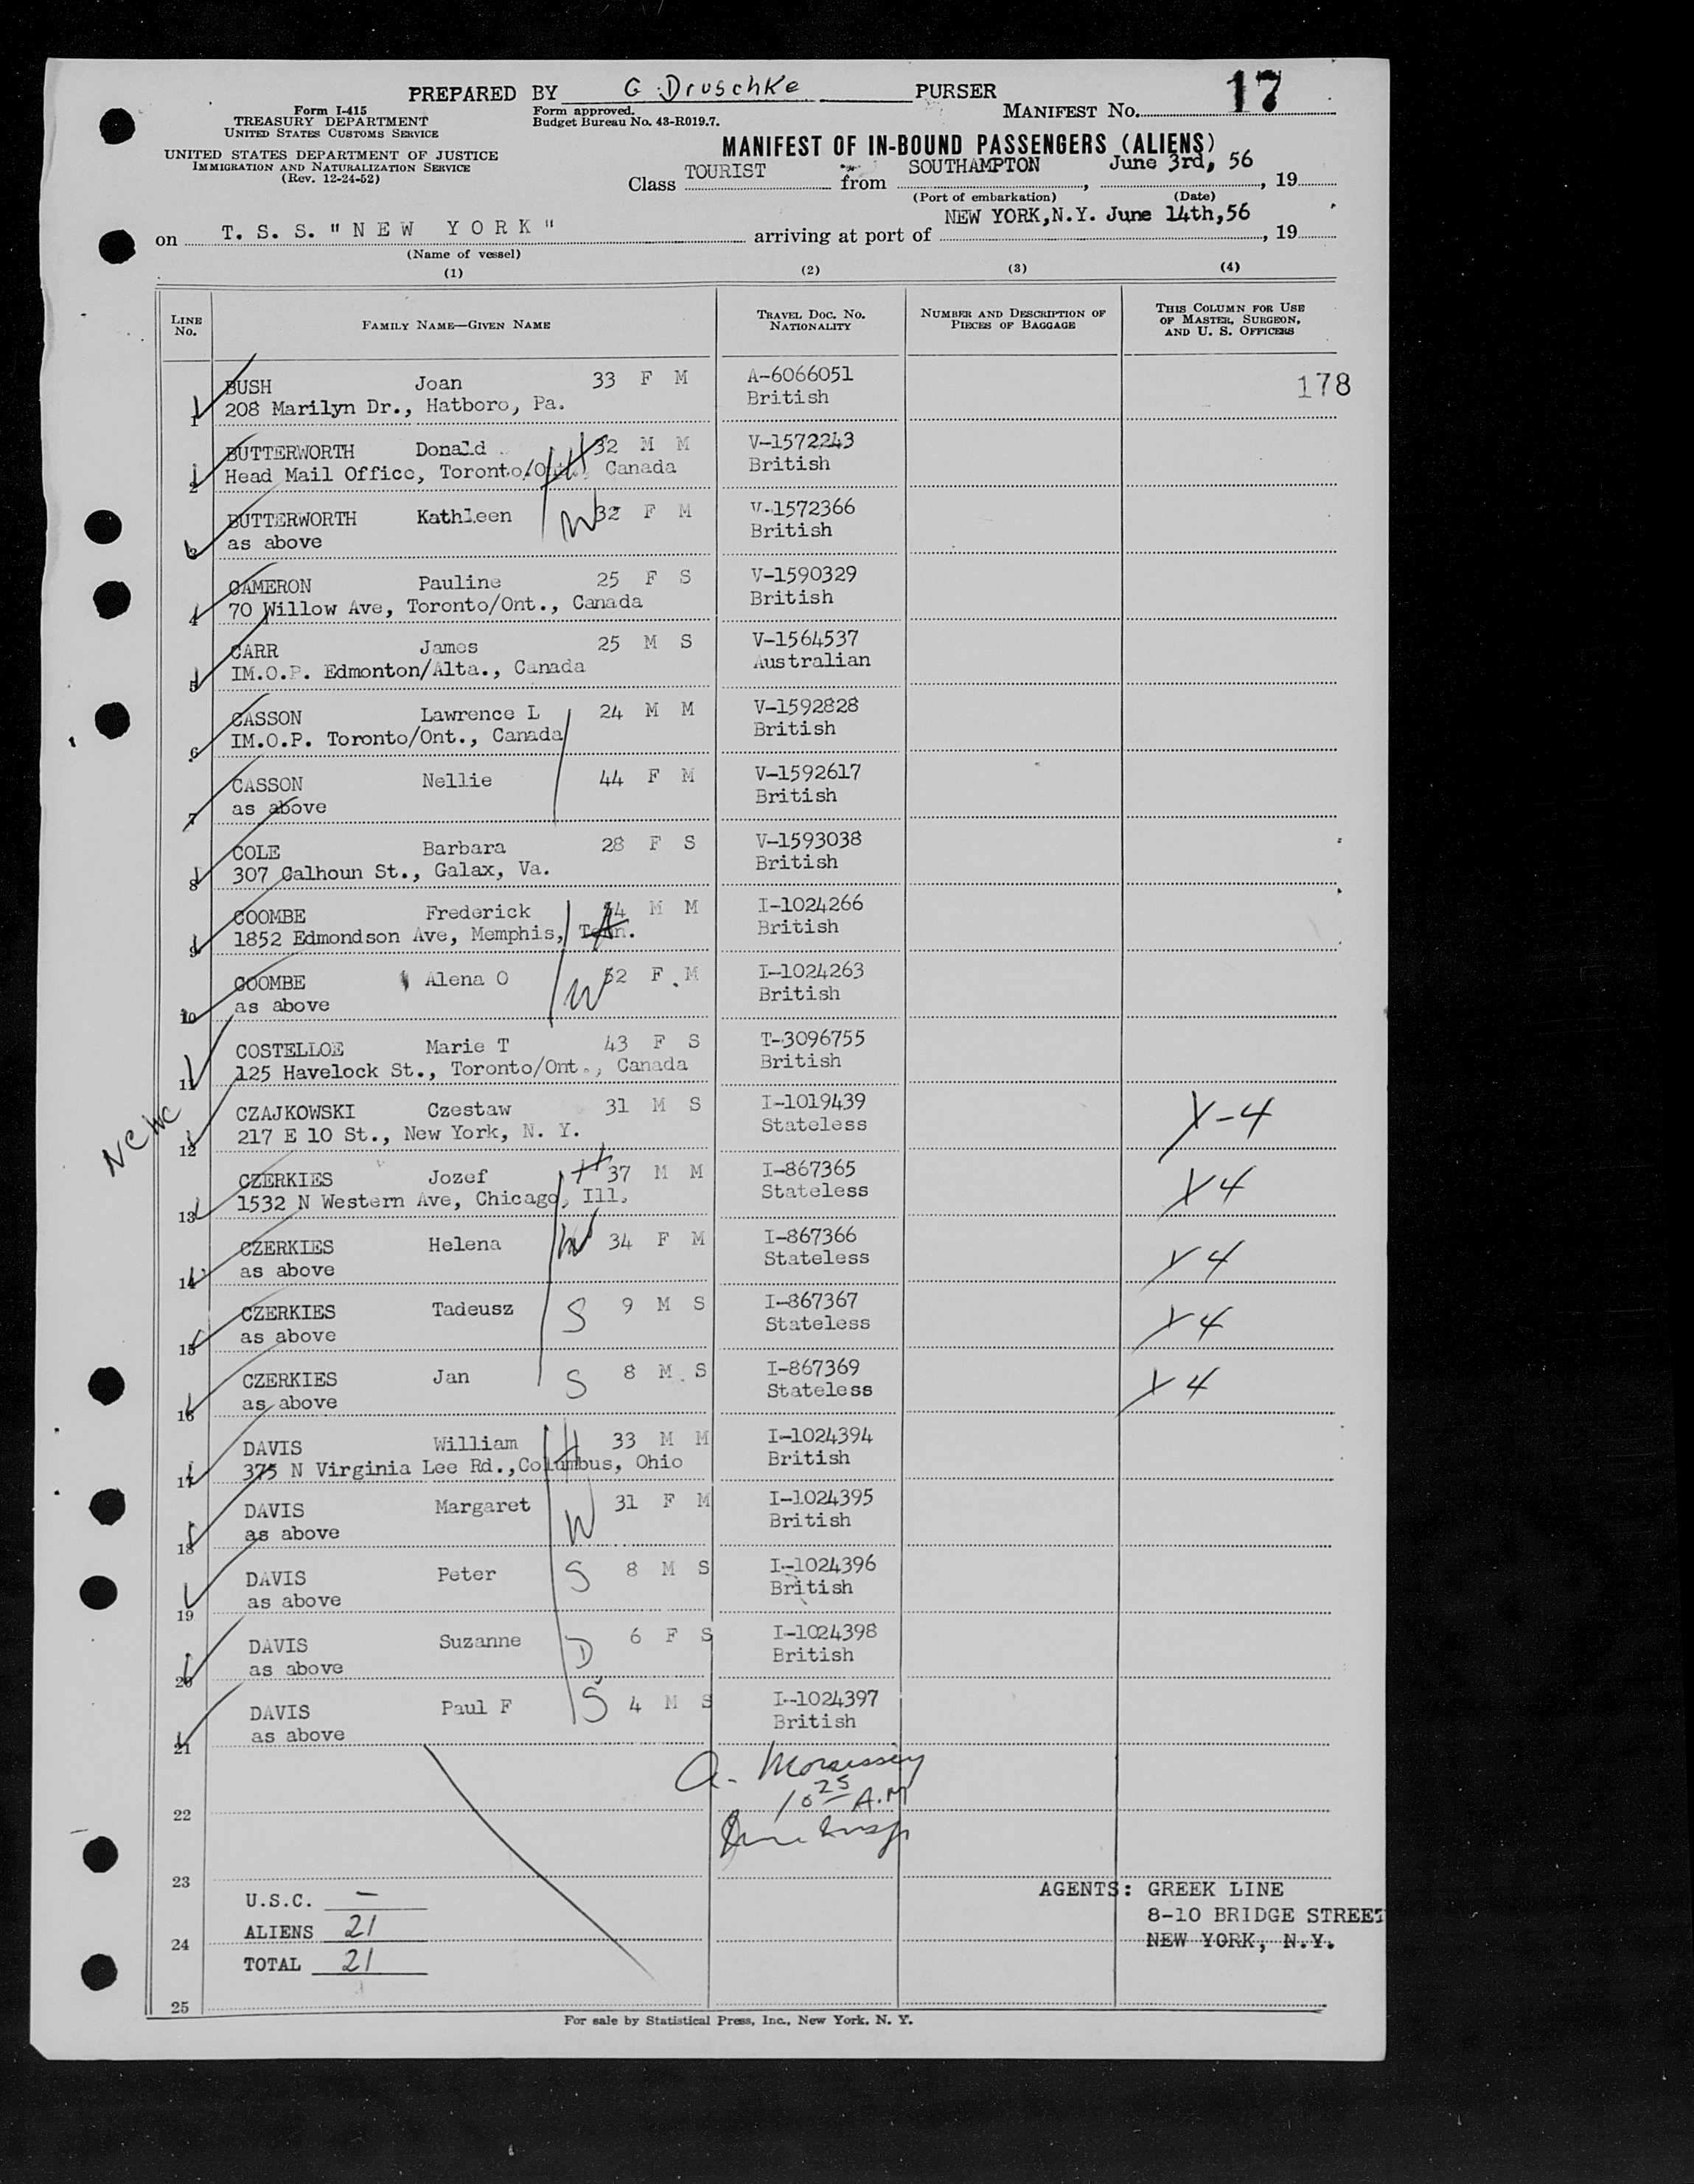 PREPARED BY G Druschke PURSER
Form I-415
TREASURY DEPARTMENT
UNITED STATES CUSTOMS SERVICE
Form approved.
Budget Bureau No. 43-R019.7.
MANIFEST No. 17
UNITED STATES DEPARTMENT OF JUSTICE
IMMIGRATION AND NATURALIZATION SERVICE
(Rev. 12-24-52)
MANIFEST OF IN-BOUND PASSENGERS (ALIENS)
Class TOURIST from SOUTHAMPTON, June 3rd, 56, 19
(Port of embarkation) (Date)
on T. S. S. "NEW YORK" arriving at port of NEW YORK,N.Y. June 14th,56, 19
(Name of vessel)
(1) (2) (3) (4)
LINE No. FAMILY NAME—GIVEN NAME TRAVEL DOC. No. NATIONALITY NUMBER AND DESCRIPTION OF PIECES OF BAGGAGE THIS COLUMN FOR USE OF MASTER, SURGEON, AND U. S. OFFICERS
BUSH Joan 33 F M A-6066051 178
1 208 Marilyn Dr., Hatboro, Pa. British
BUTTERWORTH Donald H 32 M M V-1572243
2 Head Mail Office, Toronto/Ont., Canada British
BUTTERWORTH Kathleen W 32 F M V-1572366
3 as above British
CAMERON Pauline 25 F S V-1590329
4 70 Willow Ave, Toronto/Ont., Canada British
CARR James 25 M S V-1564537
5 IM.O.P. Edmonton/Alta., Canada Australian
CASSON Lawrence L 24 M M V-1592828
6 IM.O.P. Toronto/Ont., Canada British
CASSON Nellie 44 F M V-1592617
7 as above British
COLE Barbara 28 F S V-1593038
8 307 Calhoun St., Galax, Va. British
COOMBE Frederick H M M I-1024266
9 1852 Edmondson Ave, Memphis, Tenn. British
COOMBE Alena O W 52 F M I-1024263
10 as above British
COSTELLOE Marie T 43 F S T-3096755
11 125 Havelock St., Toronto/Ont., Canada British
CZAJKOWSKI Czestaw 31 M S I-1019439 Y-4
12 217 E 10 St., New York, N. Y. Stateless
CZERKIES Jozef H 37 M M I-867365 Y4
13 1532 N Western Ave, Chicago, Ill. Stateless
CZERKIES Helena W 34 F M I-867366 Y4
14 as above Stateless
CZERKIES Tadeusz S 9 M S I-867367 Y4
15 as above Stateless
CZERKIES Jan S 8 M S I-867369 Y4
16 as above Stateless
DAVIS William H 33 M M I-1024394
17 375 N Virginia Lee Rd.,Columbus, Ohio British
DAVIS Margaret W 31 F M I-1024395
18 as above British
DAVIS Peter S 8 M S I-1024396
19 as above British
DAVIS Suzanne D 6 F S I-1024398
20 as above British
DAVIS Paul F S 4 M S I-1024397
21 as above British
A. Morrissey
22 10 25 A.M
23
U.S.C. —
ALIENS 21
24
TOTAL 21
25
AGENTS: GREEK LINE
8-10 BRIDGE STREET
NEW YORK, N.Y.
For sale by Statistical Press, Inc., New York, N. Y.